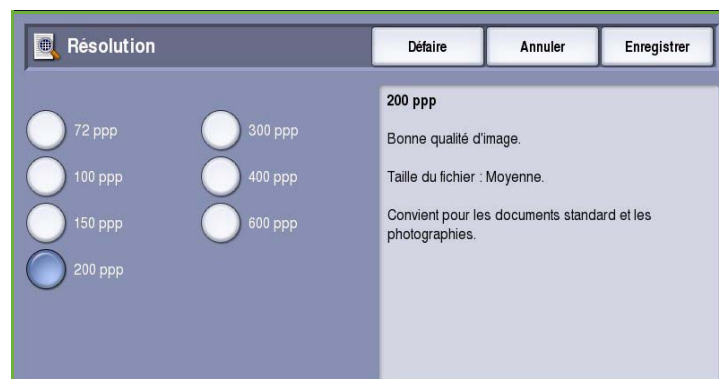 Résolution
Défaire
Annuler
Enregistrer
72 ppp
300 ppp
100 ppp
400 ppp
150 ppp
600 ppp
200 ppp
200 ppp
Bonne qualité d'image.
Taille du fichier : Moyenne.
Convient pour les documents standard et les
photographies.